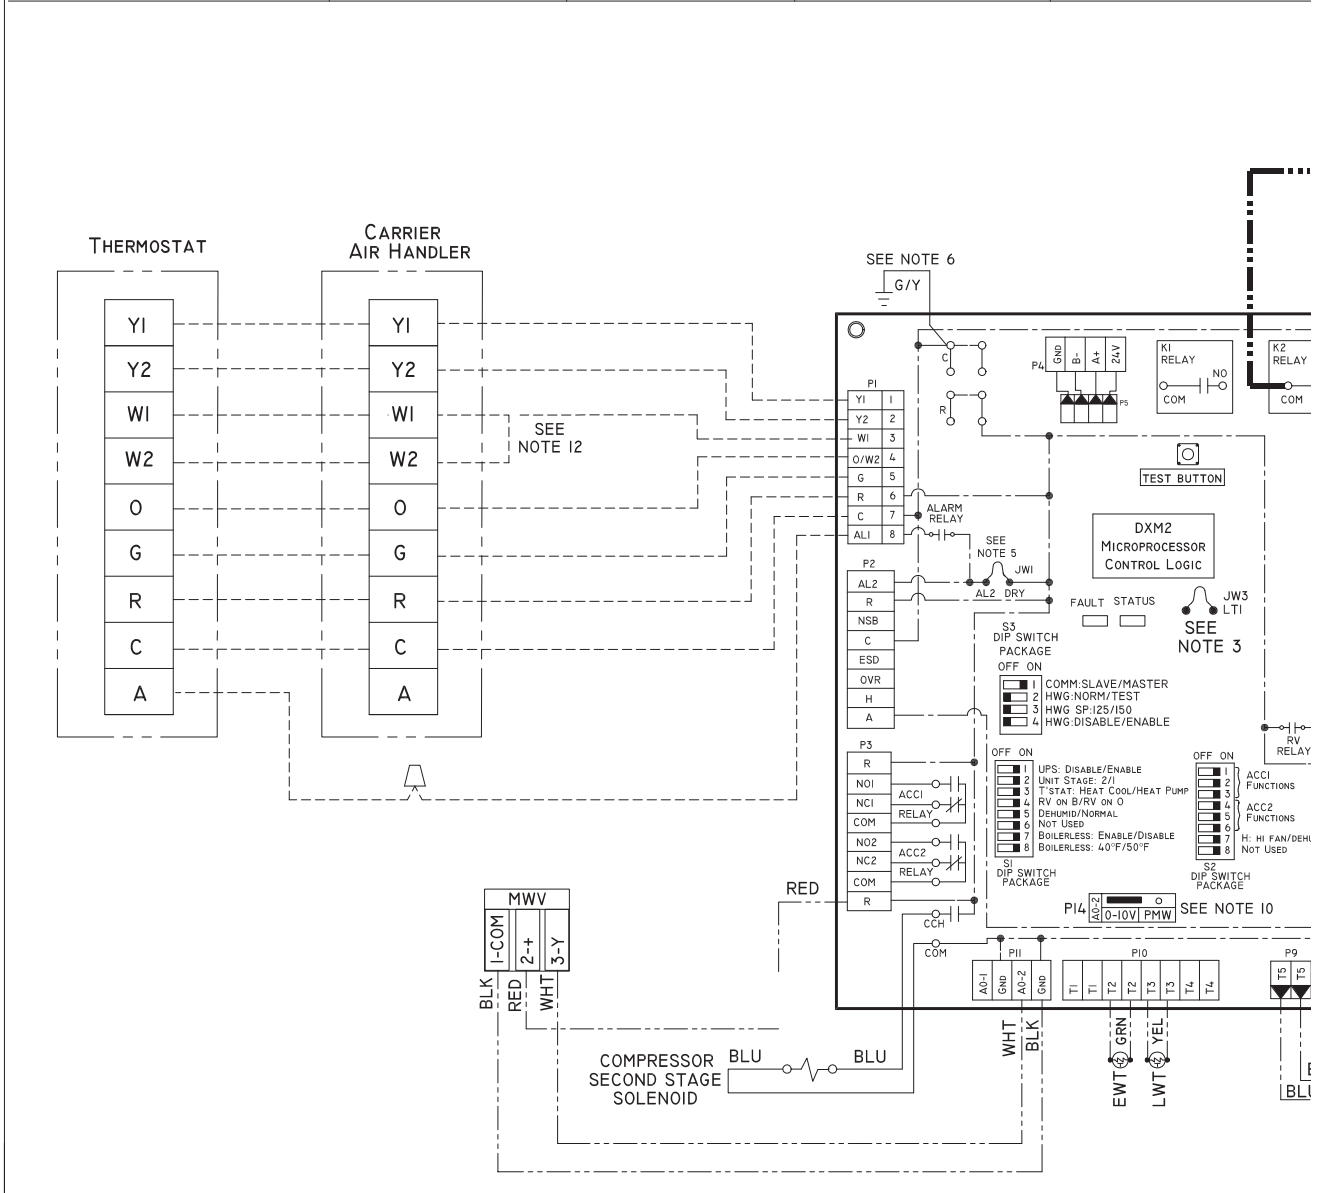 THERMOSTAT
Y1
Y2
W1
W2
O
G
R
C
A
CARRIER
AIR HANDLER
Y1
Y2
W1
W2
O
G
R
C
A
SEE
NOTE 12
SEE NOTE 6
G/Y
C
R
P1
Y1 1
Y2 2
W1 3
O/W2 4
G 5
R 6
C 7
AL1 8
ALARM
RELAY
P2
AL2
R
NSB
C
ESD
OVR
H
A
SEE
NOTE 5
JW1
AL2 DRY
P4
GND
B-
A+
24V
P5
K1
RELAY
NO
COM
K2
RELAY
COM
TEST BUTTON
DXM2
MICROPROCESSOR
CONTROL LOGIC
FAULT STATUS
JW3
LT1
SEE
NOTE 3
S3
DIP SWITCH
PACKAGE
OFF ON
1 COMM:SLAVE/MASTER
2 HWG:NORM/TEST
3 HWG SP:125/150
4 HWG:DISABLE/ENABLE
RV
RELAY
P3
R
NO1
NC1
COM
NO2
NC2
COM
R
ACC1
RELAY
ACC2
RELAY
OFF ON
1 UPS: DISABLE/ENABLE
2 UNIT STAGE: 2/1
3 T'STAT: HEAT COOL/HEAT PUMP
4 RV ON B/RV ON O
5 DEHUMID/NORMAL
6 NOT USED
7 BOILERLESS: ENABLE/DISABLE
8 BOILERLESS: 40°F/50°F
S1
DIP SWITCH
PACKAGE
OFF ON
1
2
3
4
5
6
7 H: HI FAN/DEHU
8 NOT USED
ACC1
FUNCTIONS
ACC2
FUNCTIONS
S2
DIP SWITCH
PACKAGE
P14
AO-2
0-10V PMW
SEE NOTE 10
RED
CCH
COM
MWV
1-COM
2-+
3-Y
BLK
RED
WHT
P11
AO-1
GND
AO-2
GND
P10
T1
T1
T2
T2
T3
T3
T4
T4
P9
T5
T5
WHT
BLK
GRN
YEL
EWT
LWT
BLU
COMPRESSOR
SECOND STAGE
SOLENOID
BLU
BLU